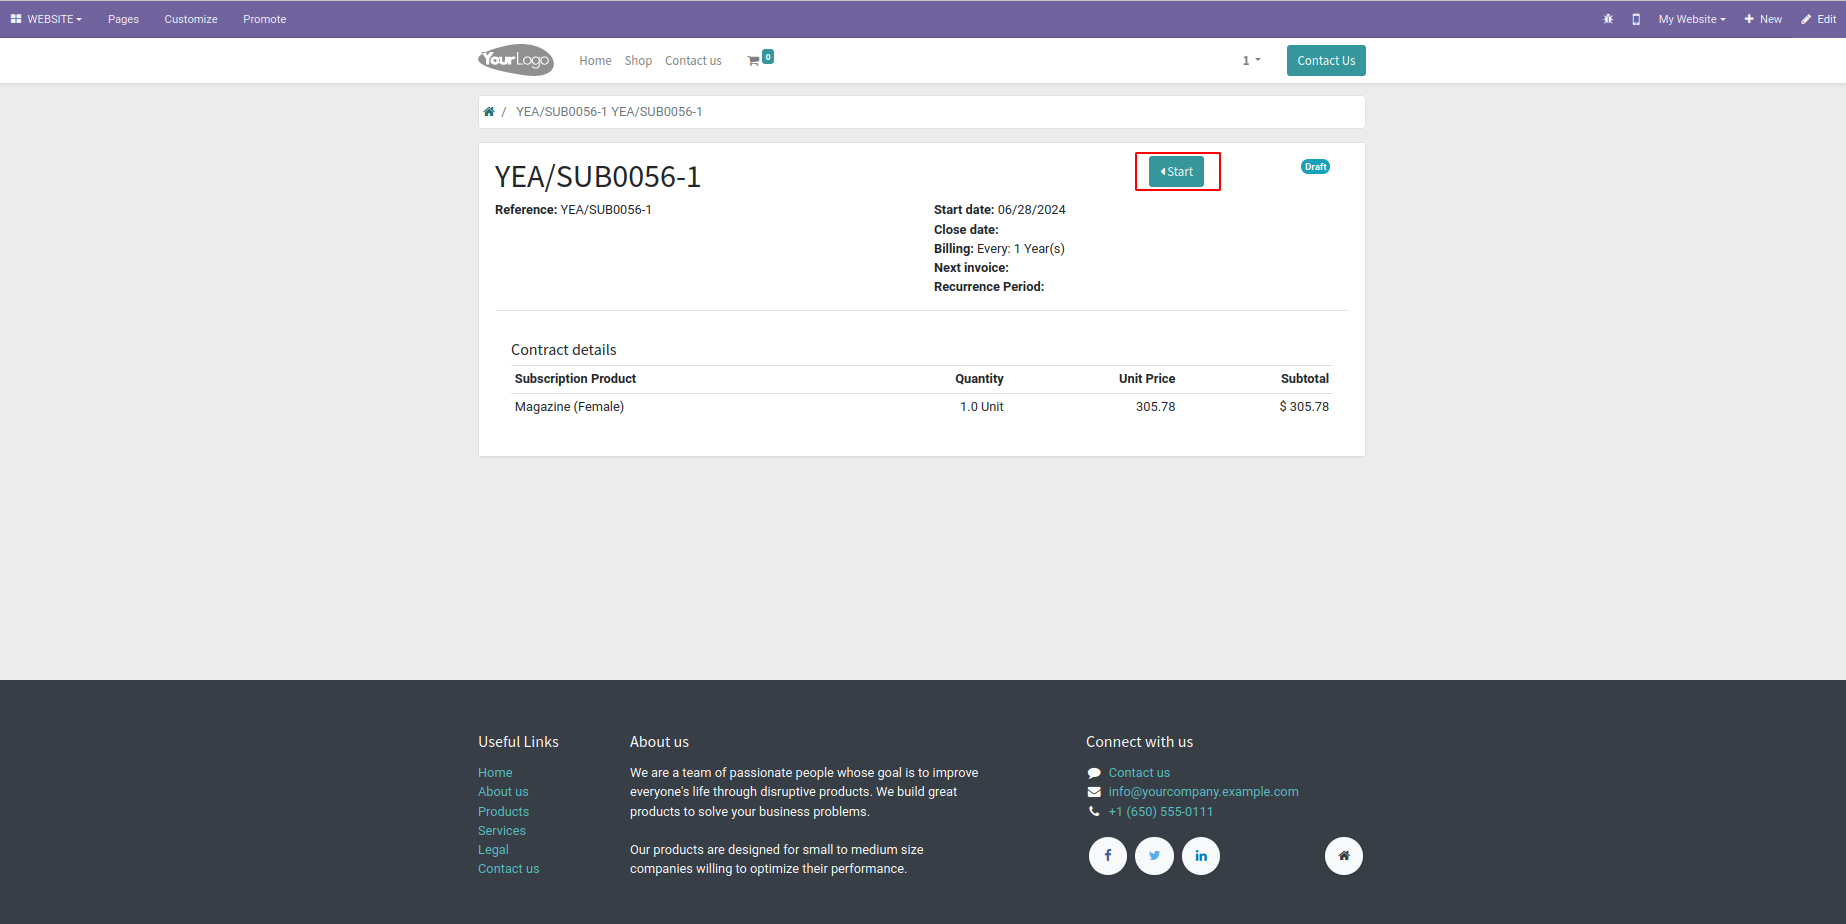 WEBSITE Pages Customize Promote My Website New Edit
YourLogo Home Shop Contact us 0 1 Contact Us
/ YEA/SUB0056-1 YEA/SUB0056-1
YEA/SUB0056-1 Start Draft
Reference: YEA/SUB0056-1
Start date: 06/28/2024
Close date:
Billing: Every: 1 Year(s)
Next invoice:
Recurrence Period:
Contract details
Subscription Product Quantity Unit Price Subtotal
Magazine (Female) 1.0 Unit 305.78 $ 305.78
Useful Links
Home
About us
Products
Services
Legal
Contact us
About us
We are a team of passionate people whose goal is to improve
everyone's life through disruptive products. We build great
products to solve your business problems.
Our products are designed for small to medium size
companies willing to optimize their performance.
Connect with us
Contact us
info@yourcompany.example.com
+1 (650) 555-0111